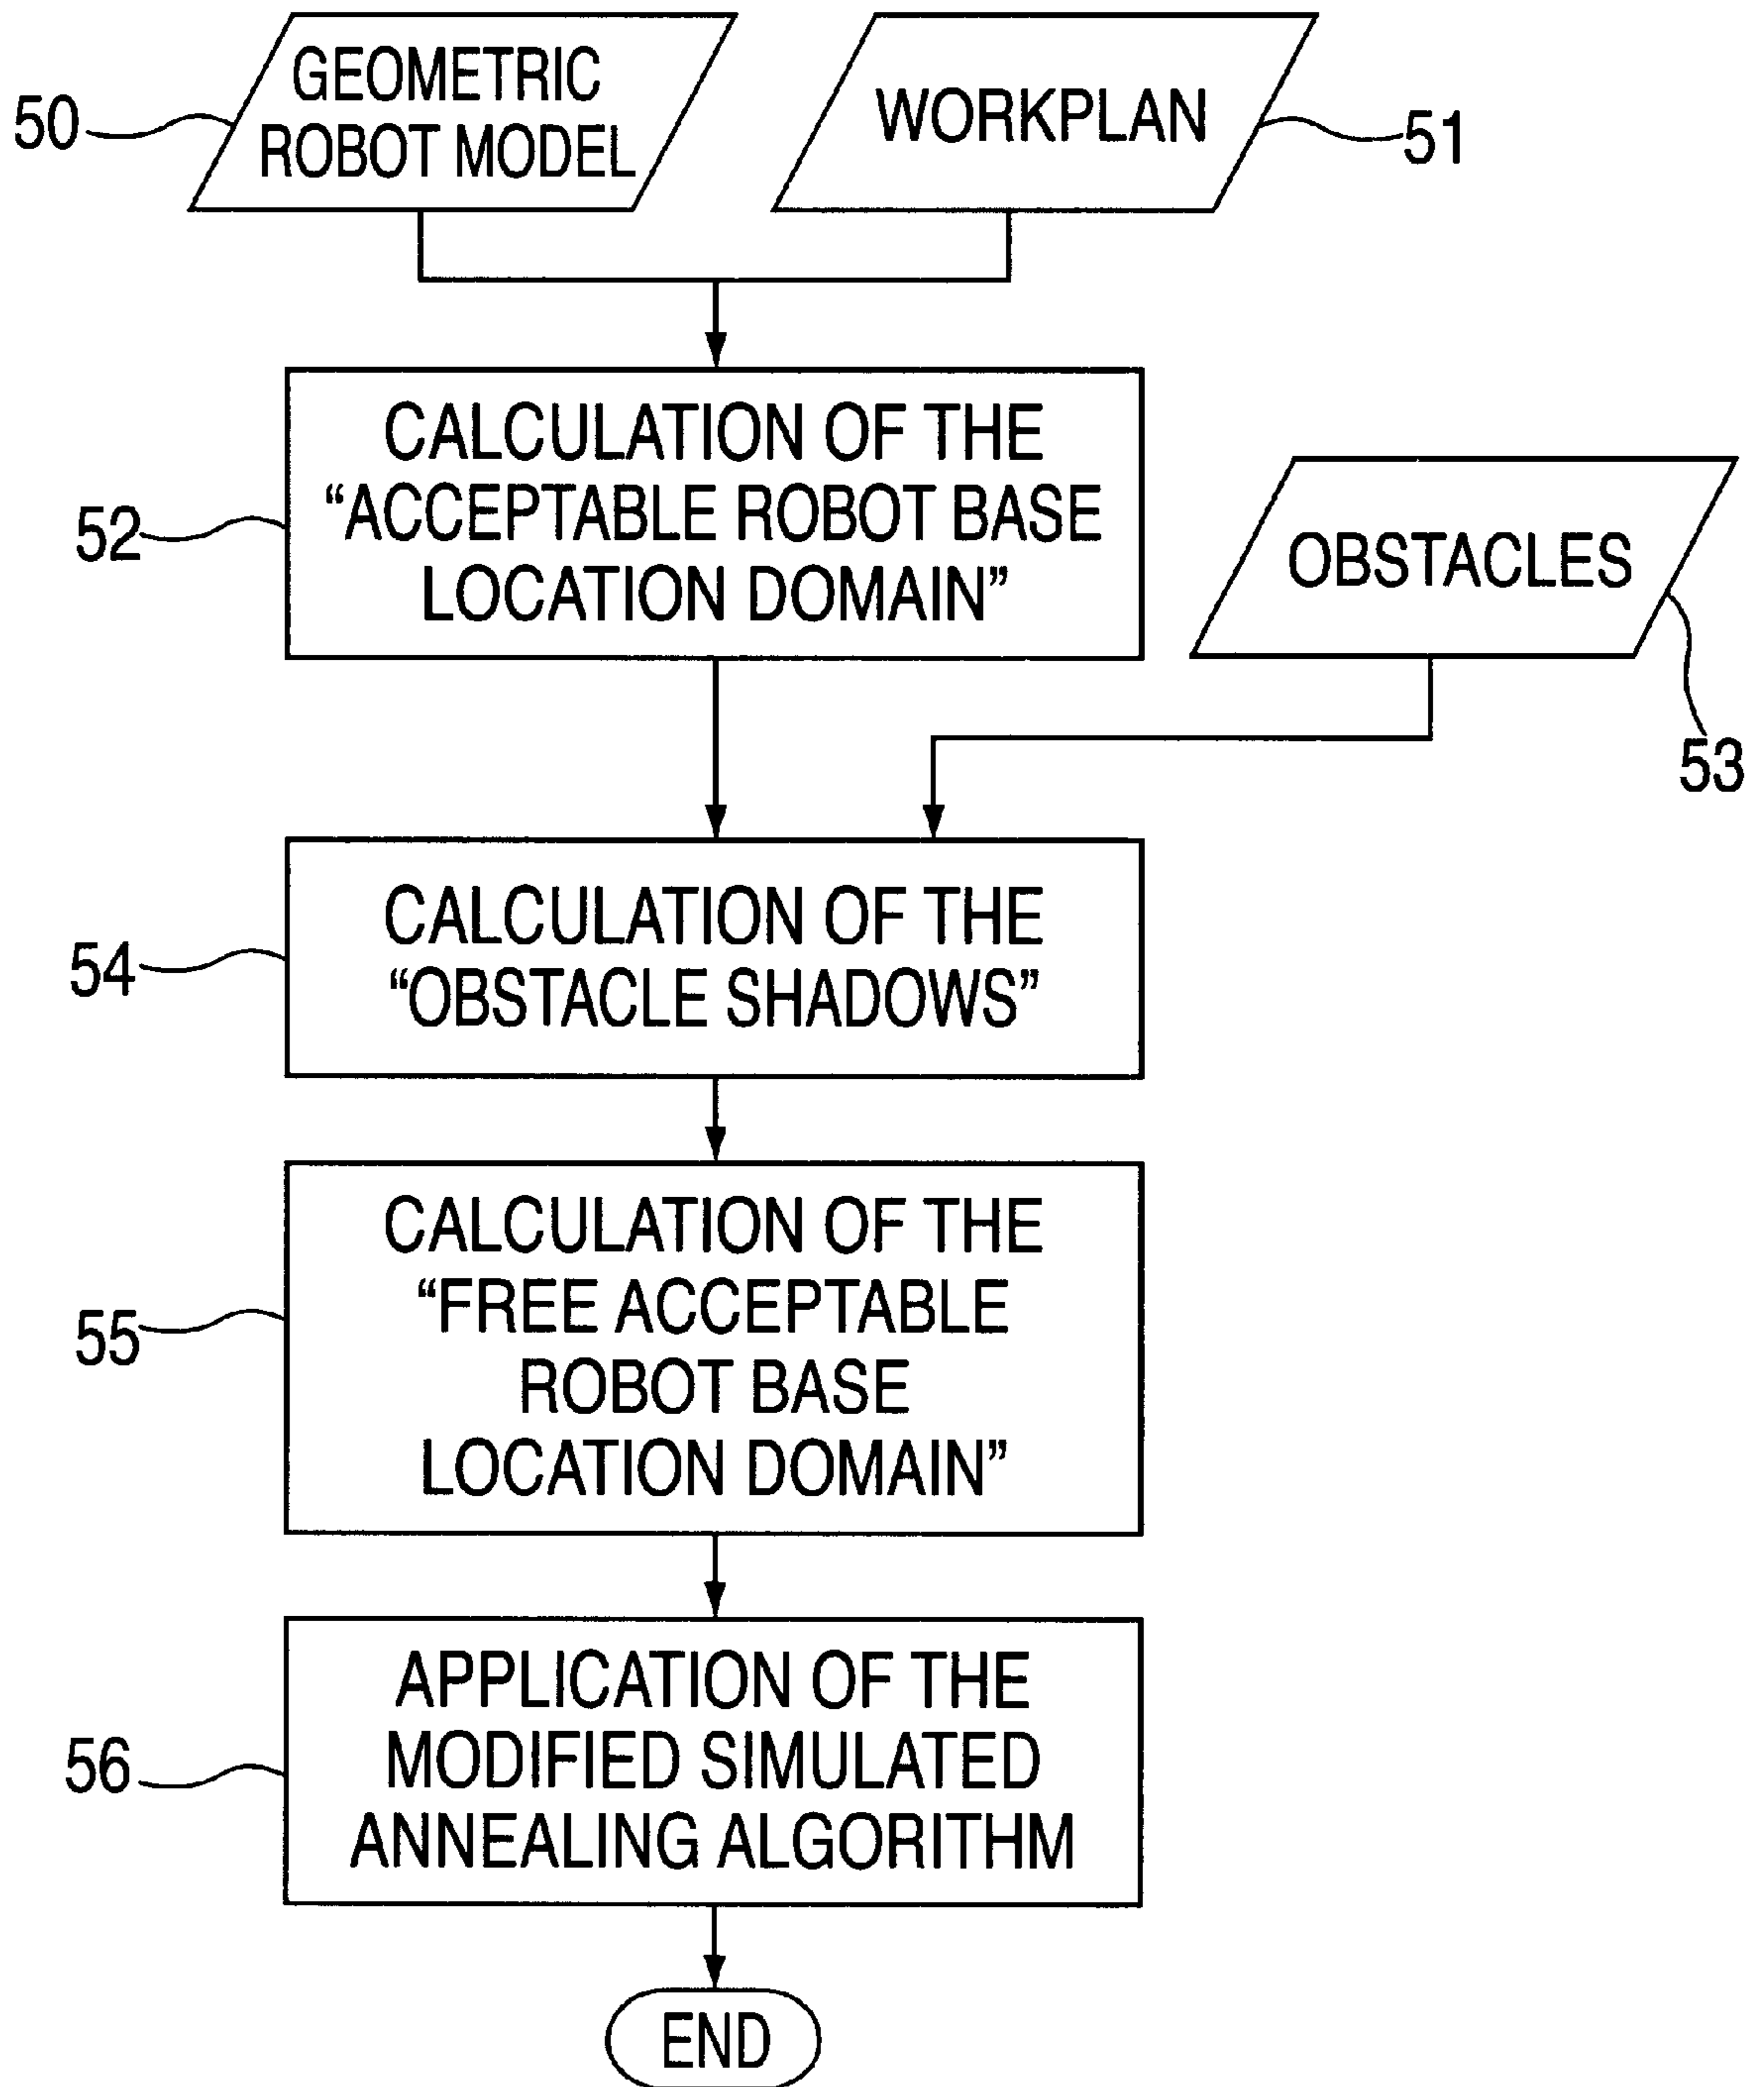 GEOMETRIC
ROBOT MODEL
50
WORKPLAN
51
CALCULATION OF THE
“ACCEPTABLE ROBOT BASE
LOCATION DOMAIN”
52
OBSTACLES
53
CALCULATION OF THE
“OBSTACLE SHADOWS”
54
CALCULATION OF THE
“FREE ACCEPTABLE
ROBOT BASE
LOCATION DOMAIN”
55
APPLICATION OF THE
MODIFIED SIMULATED
ANNEALING ALGORITHM
56
END